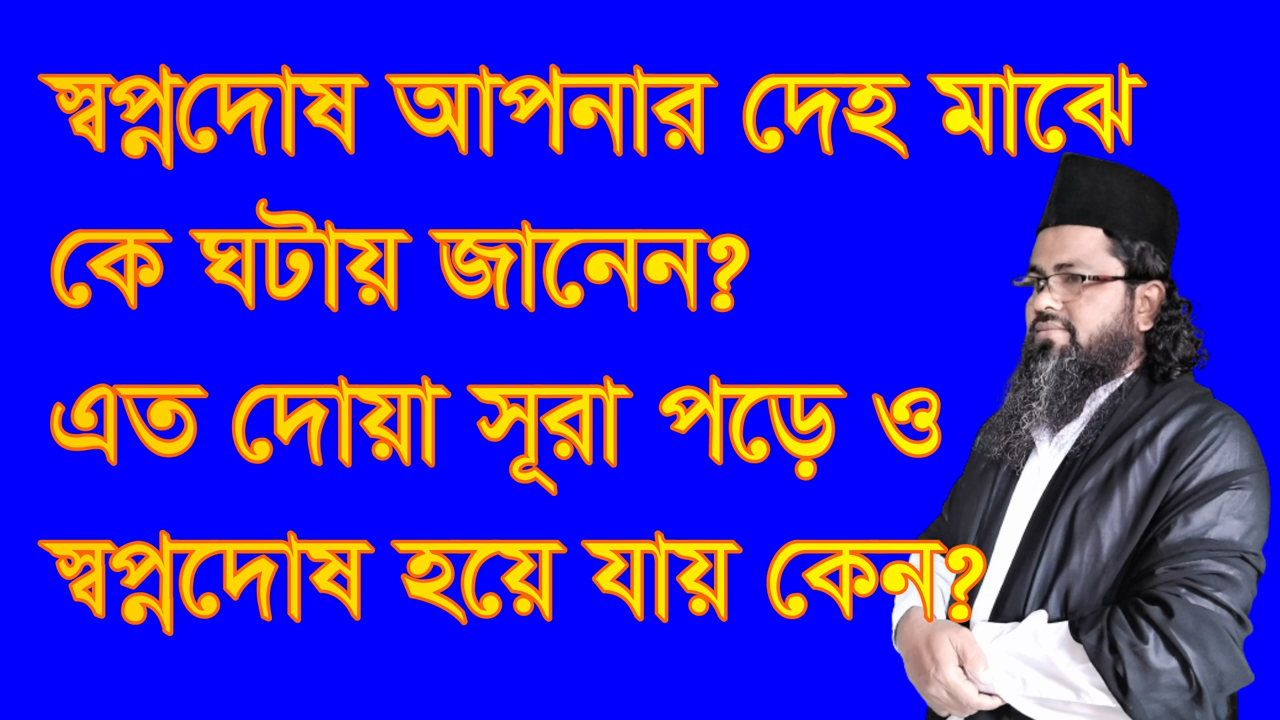 স্বপ্নদোষ আপনার দেহ মাঝে
কে ঘটায় জানেন?
এত দোয়া সূরা পড়ে ও
স্বপ্নদোষ হয়ে যায় কেন?